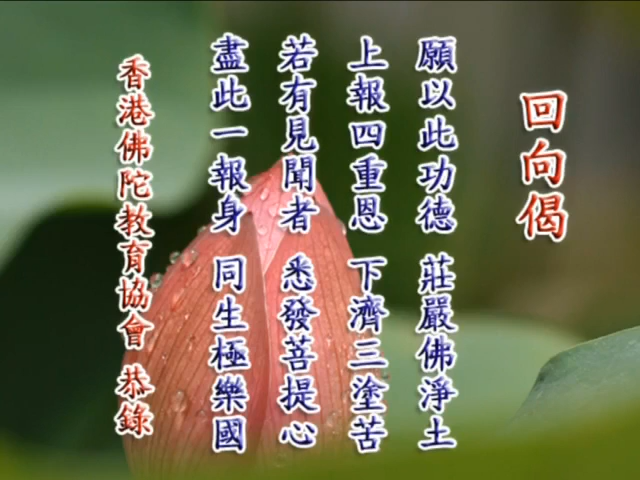 回向偈
願以此功德 莊嚴佛淨土
上報四重恩 下濟三塗苦
若有見聞者 悉發菩提心
盡此一報身 同生極樂國
香港佛陀教育協會 恭錄